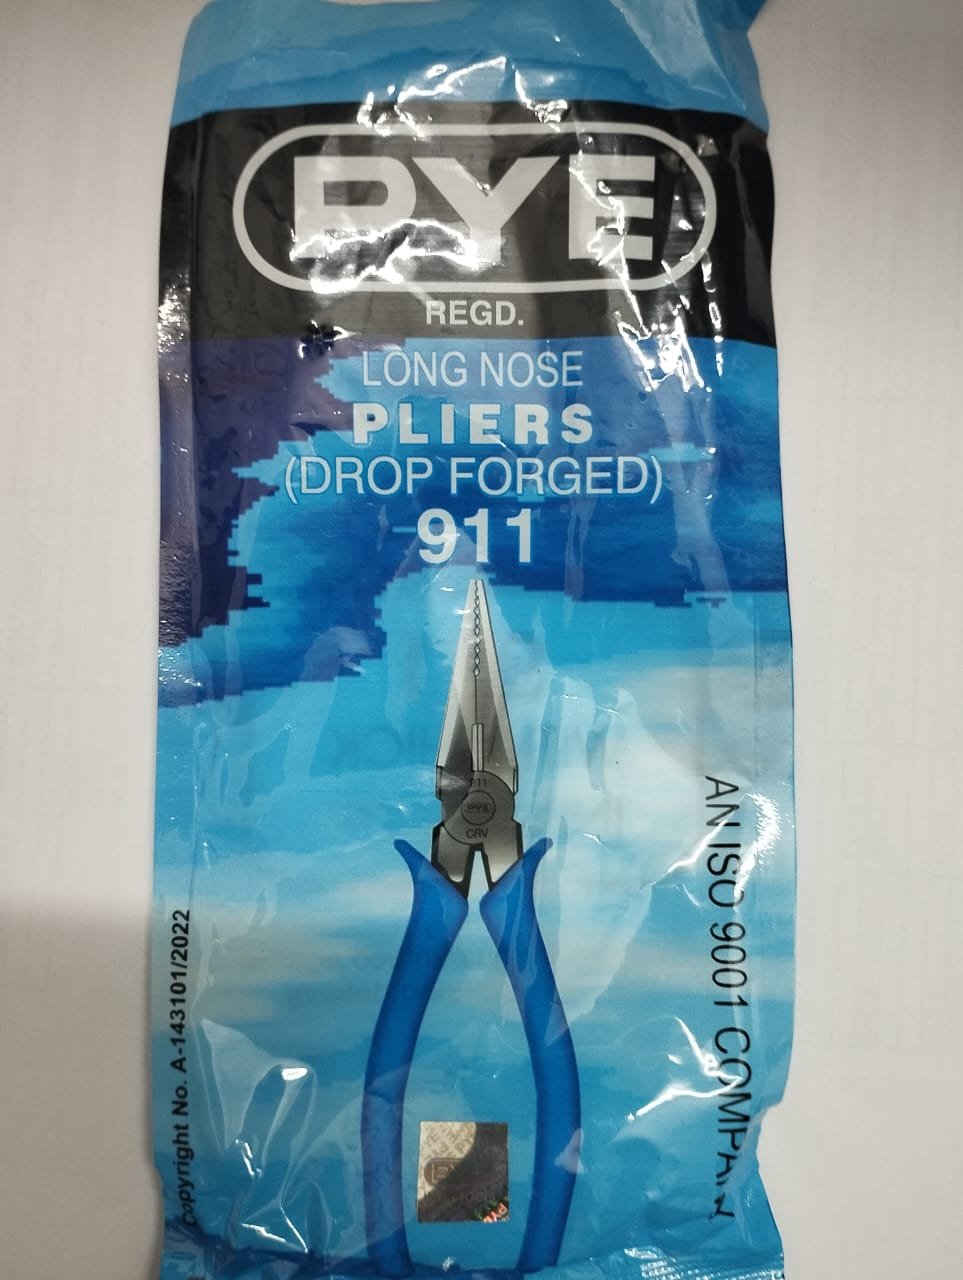 PYE
REGD.
LONG NOSE
PLIERS
(DROP FORGED)
911
911
PYE
CRV
AN ISO 9001 COMPANY
Copyright No. A-143101/2022
PYE